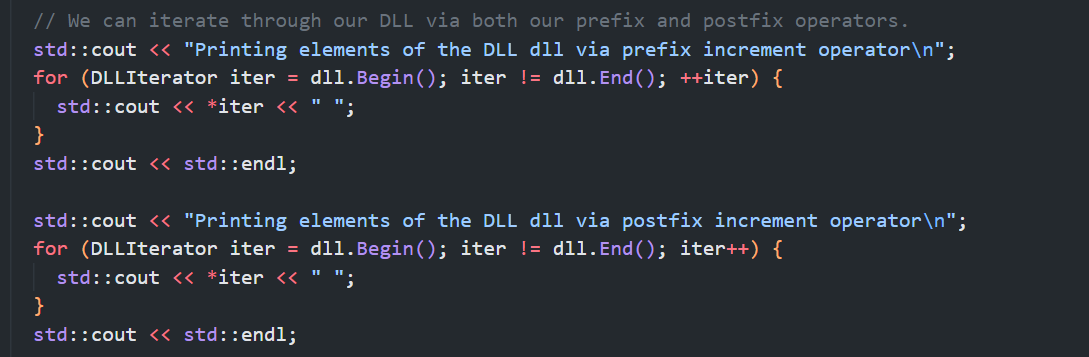 // We can iterate through our DLL via both our prefix and postfix operators.
std::cout << "Printing elements of the DLL dll via prefix increment operator\n";
for (DLLIterator iter = dll.Begin(); iter != dll.End(); ++iter) {
  std::cout << *iter << " ";
}
std::cout << std::endl;

std::cout << "Printing elements of the DLL dll via postfix increment operator\n";
for (DLLIterator iter = dll.Begin(); iter != dll.End(); iter++) {
  std::cout << *iter << " ";
}
std::cout << std::endl;